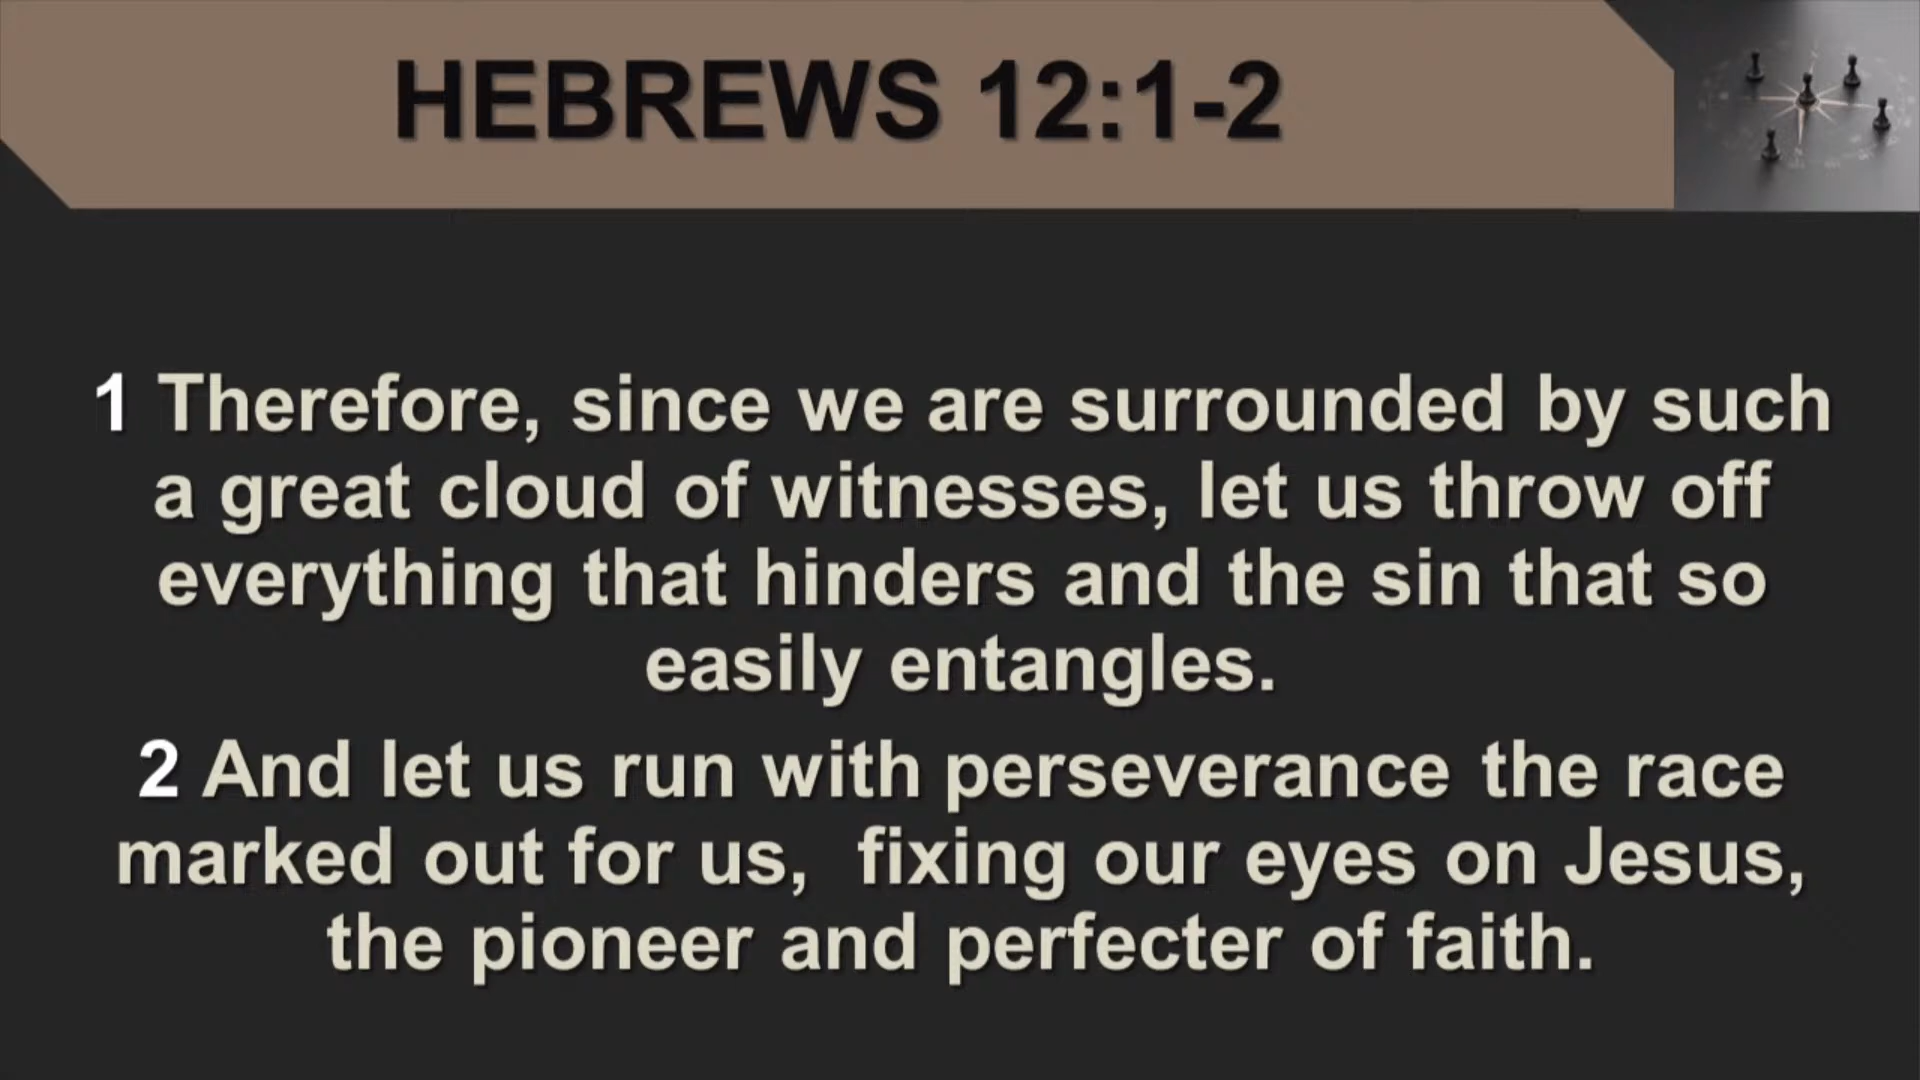 HEBREWS 12:1-2
1 Therefore, since we are surrounded by such
a great cloud of witnesses, let us throw off
everything that hinders and the sin that so
easily entangles.
2 And let us run with perseverance the race
marked out for us, fixing our eyes on Jesus,
the pioneer and perfecter of faith.